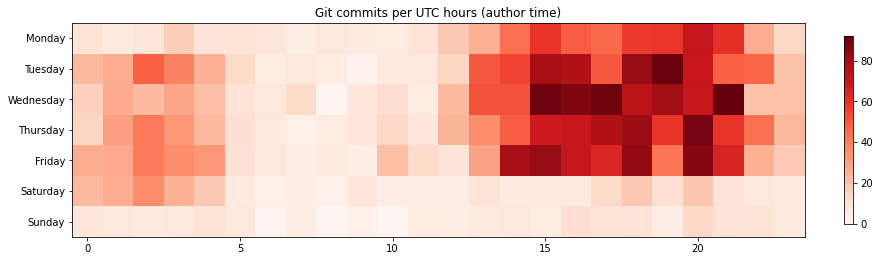 Git commits per UTC hours (author time)
Monday
Tuesday
Wednesday
Thursday
Friday
Saturday
Sunday
0 5 10 15 20
80
60
40
20
0